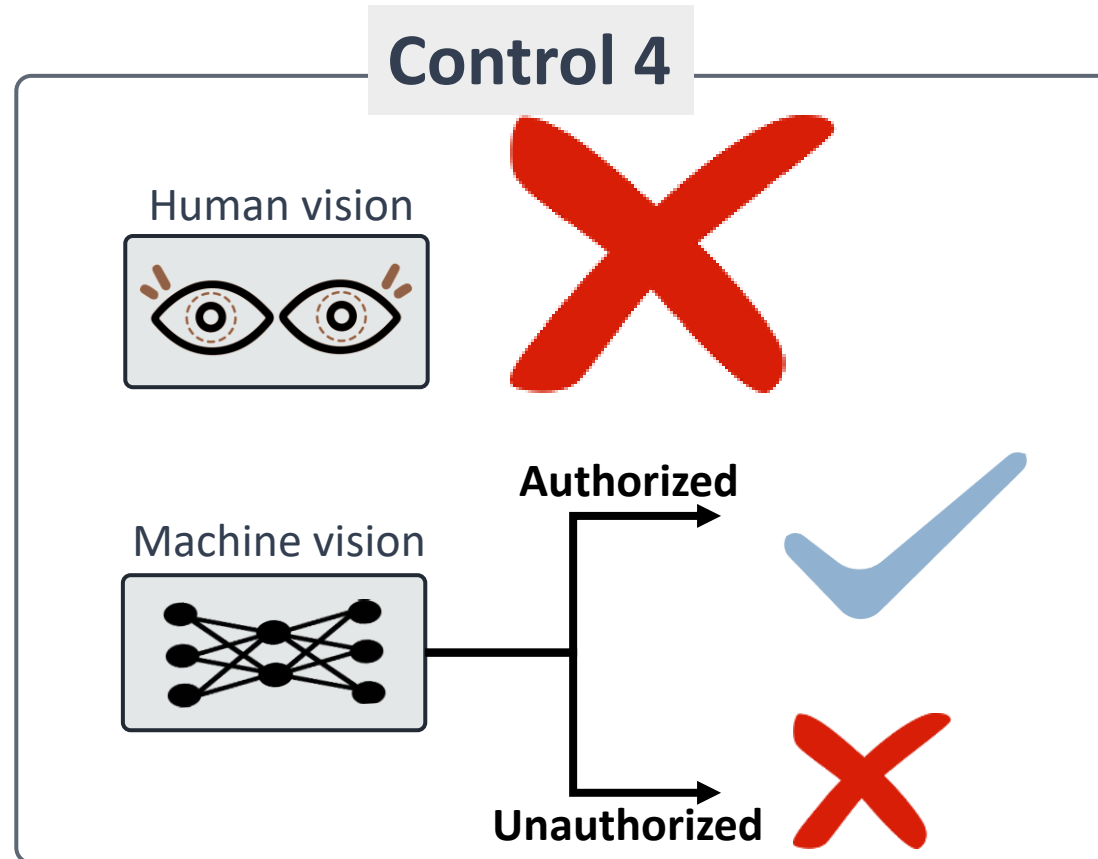 Control 4
Human vision
Authorized
Machine vision
Unauthorized